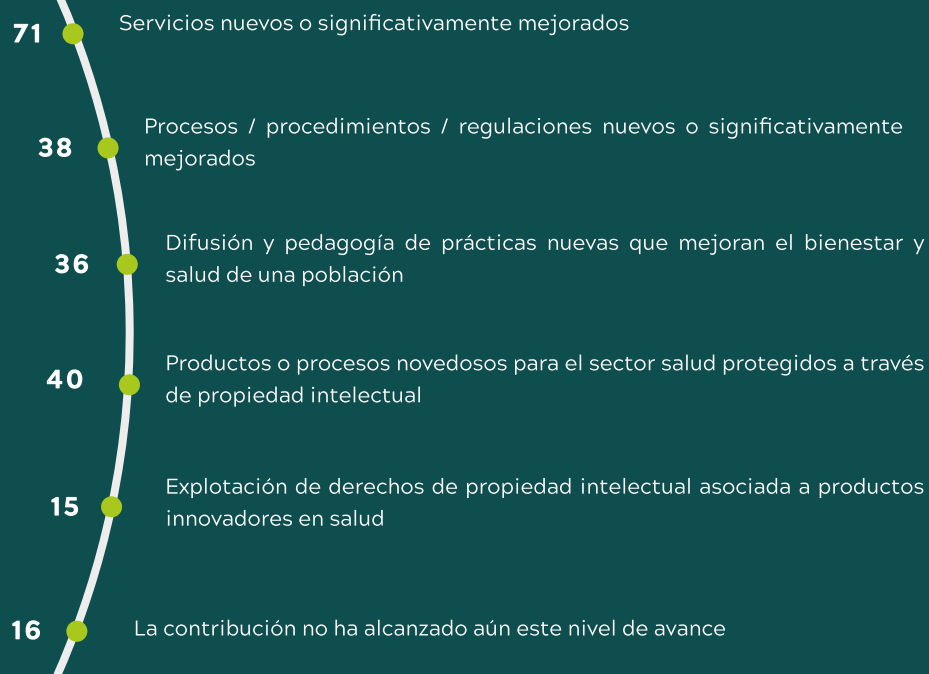 71 Servicios nuevos o significativamente mejorados
38 Procesos / procedimientos / regulaciones nuevos o significativamente
mejorados
36 Difusión y pedagogía de prácticas nuevas que mejoran el bienestar y
salud de una población
40 Productos o procesos novedosos para el sector salud protegidos a través
de propiedad intelectual
15 Explotación de derechos de propiedad intelectual asociada a productos
innovadores en salud
16 La contribución no ha alcanzado aún este nivel de avance